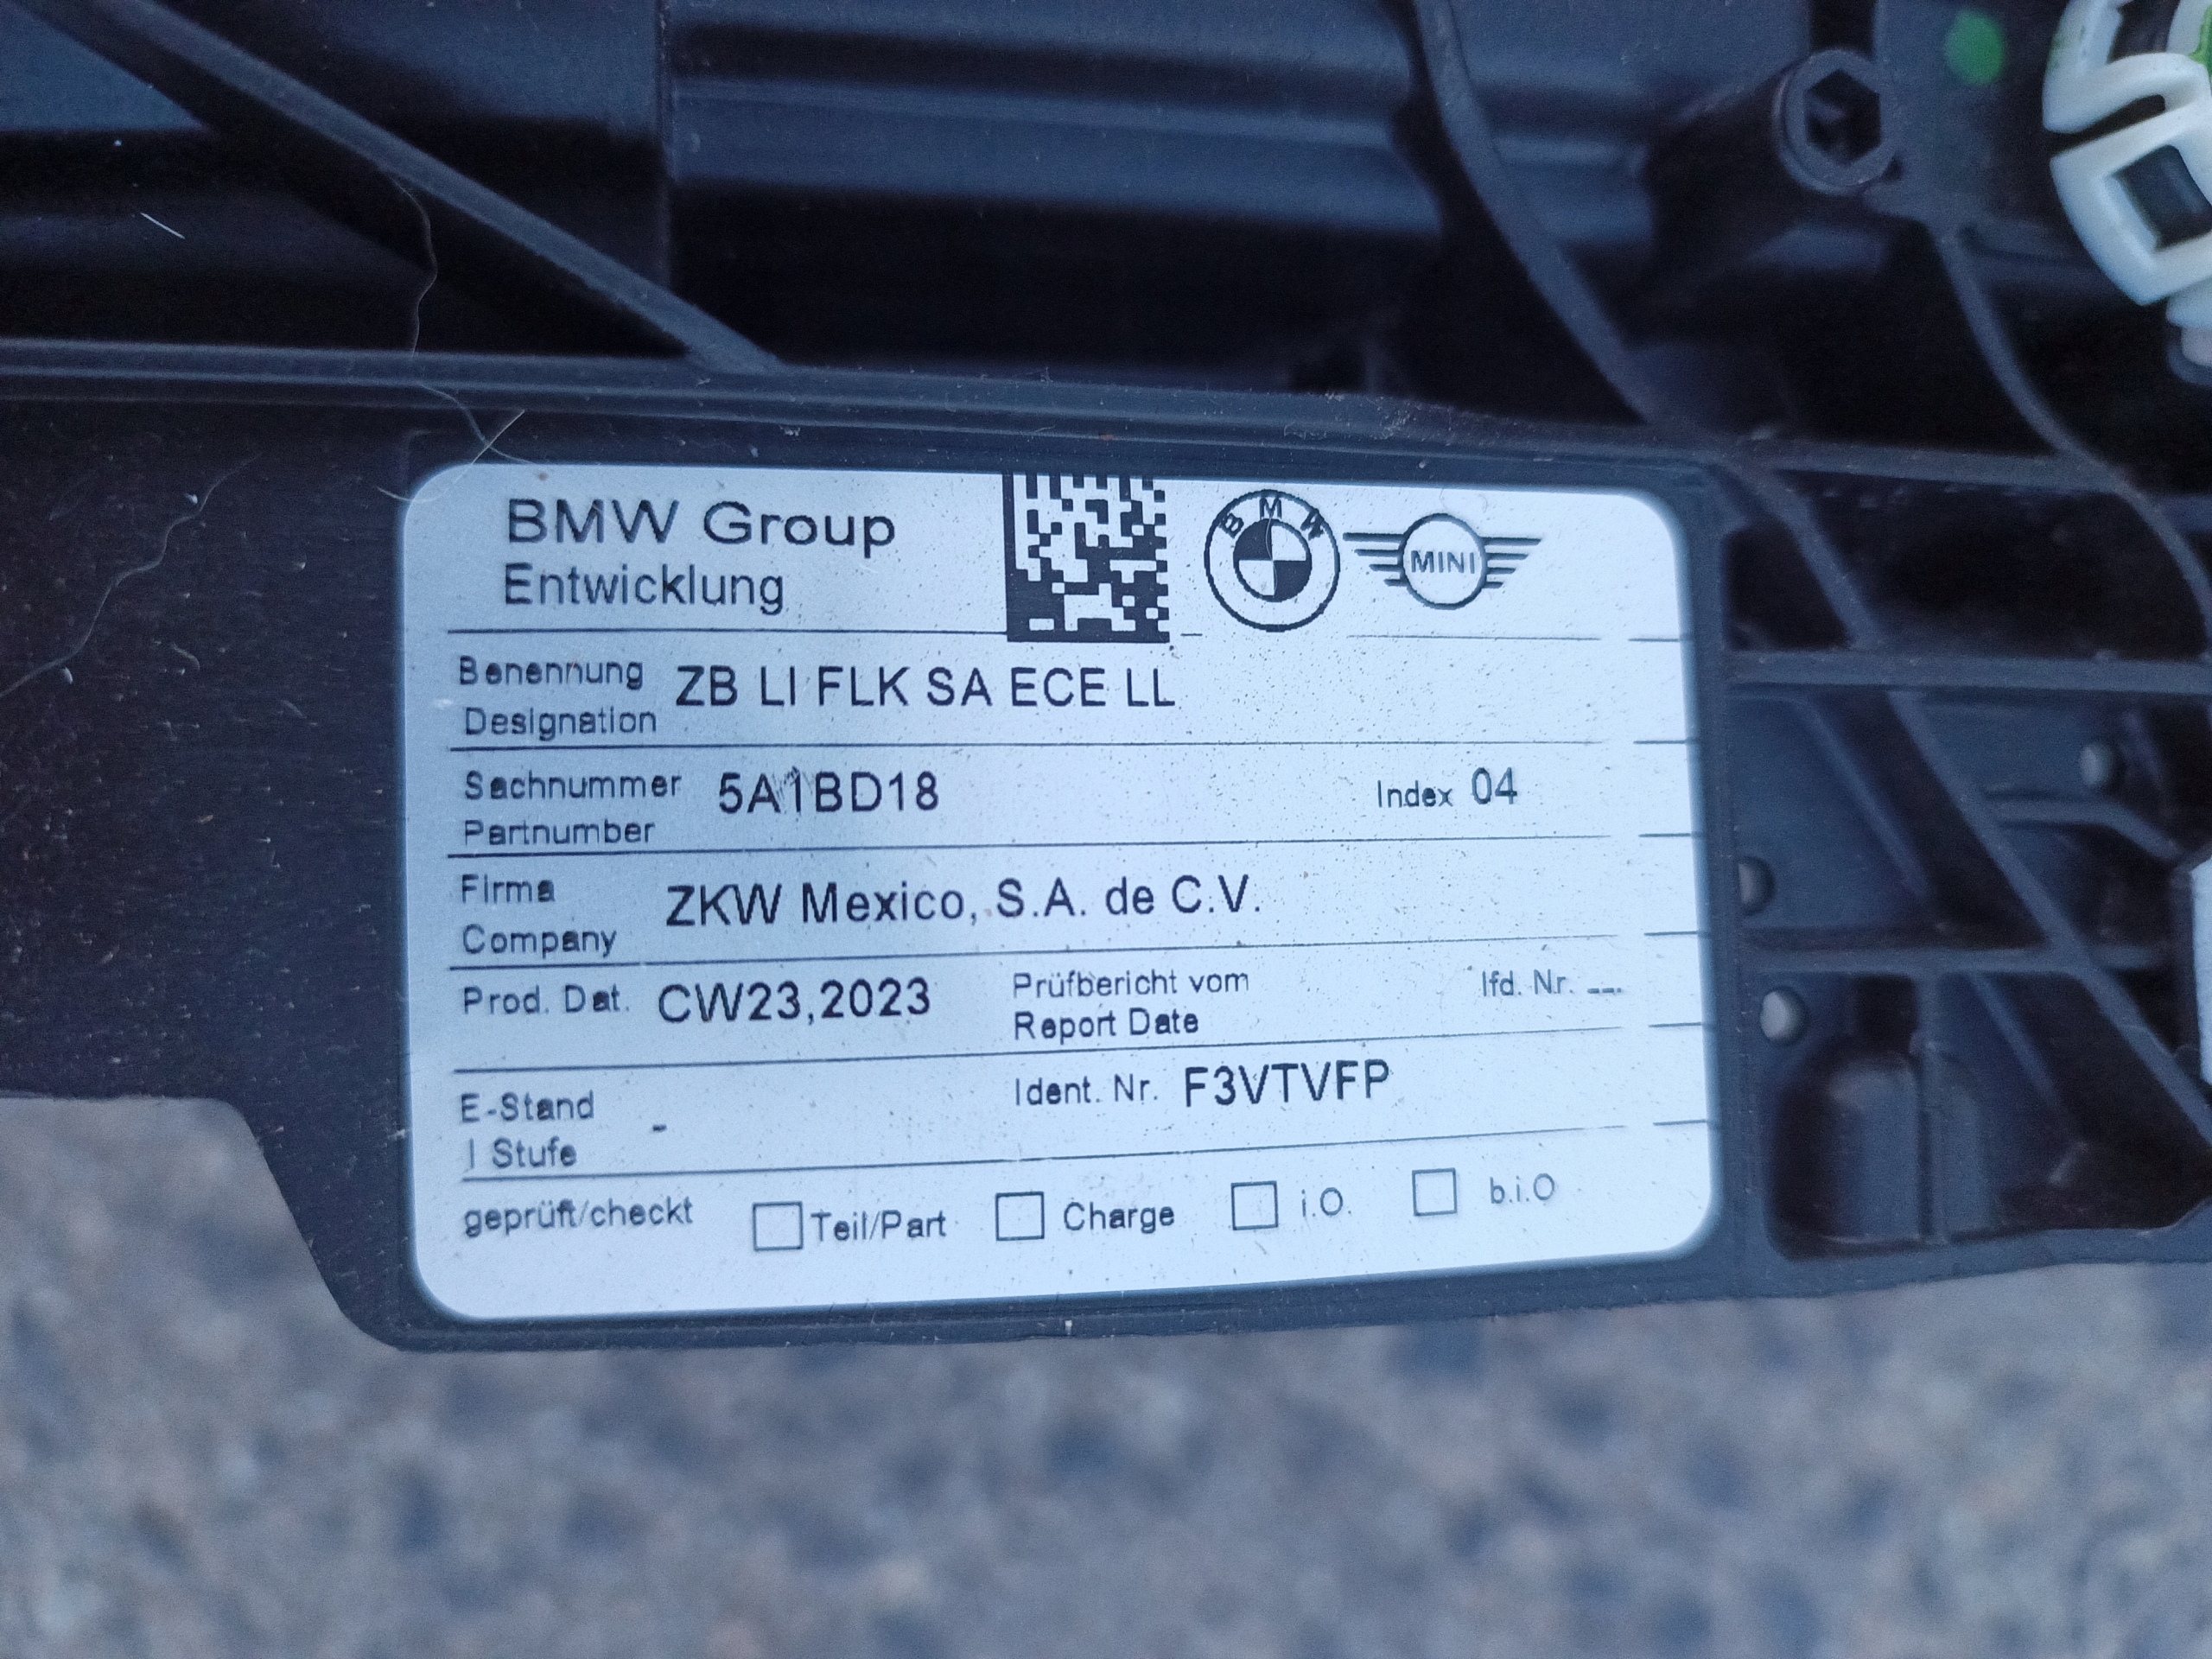 BMW Group
Entwicklung
BMW
MINI
Benennung
Designation
ZB LI FLK SA ECE LL
Sachnummer
Partnumber
5A1BD18
Index 04
Firma
Company
ZKW Mexico, S.A. de C.V.
Prod. Dat. CW23,2023
Prüfbericht vom
Report Date
lfd. Nr. ---
E-Stand
I Stufe
-
Ident. Nr. F3VTVFP
geprüft/checkt
Teil/Part
Charge
i.O.
b.i.O